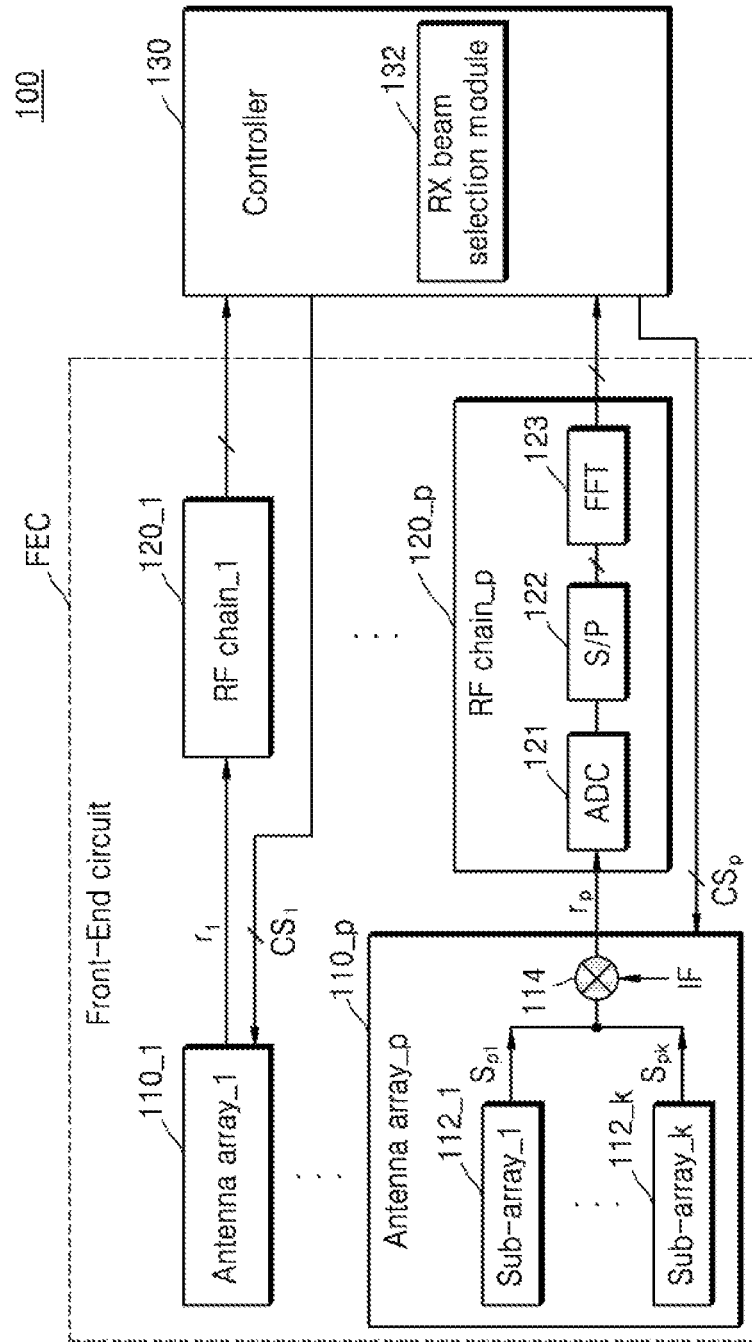 100
FEC
Front-End circuit
110_1
Antenna array_1
r1
CS1
120_1
RF chain_1
130
Controller
132
RX beam
selection module
. . .
. . .
110_p
Antenna array_p
112_1
Sub-array_1
Sp1
. . .
112_k
Sub-array_k
Spk
114
IF
rp
120_p
RF chain_p
121
ADC
122
S/P
123
FFT
CSp